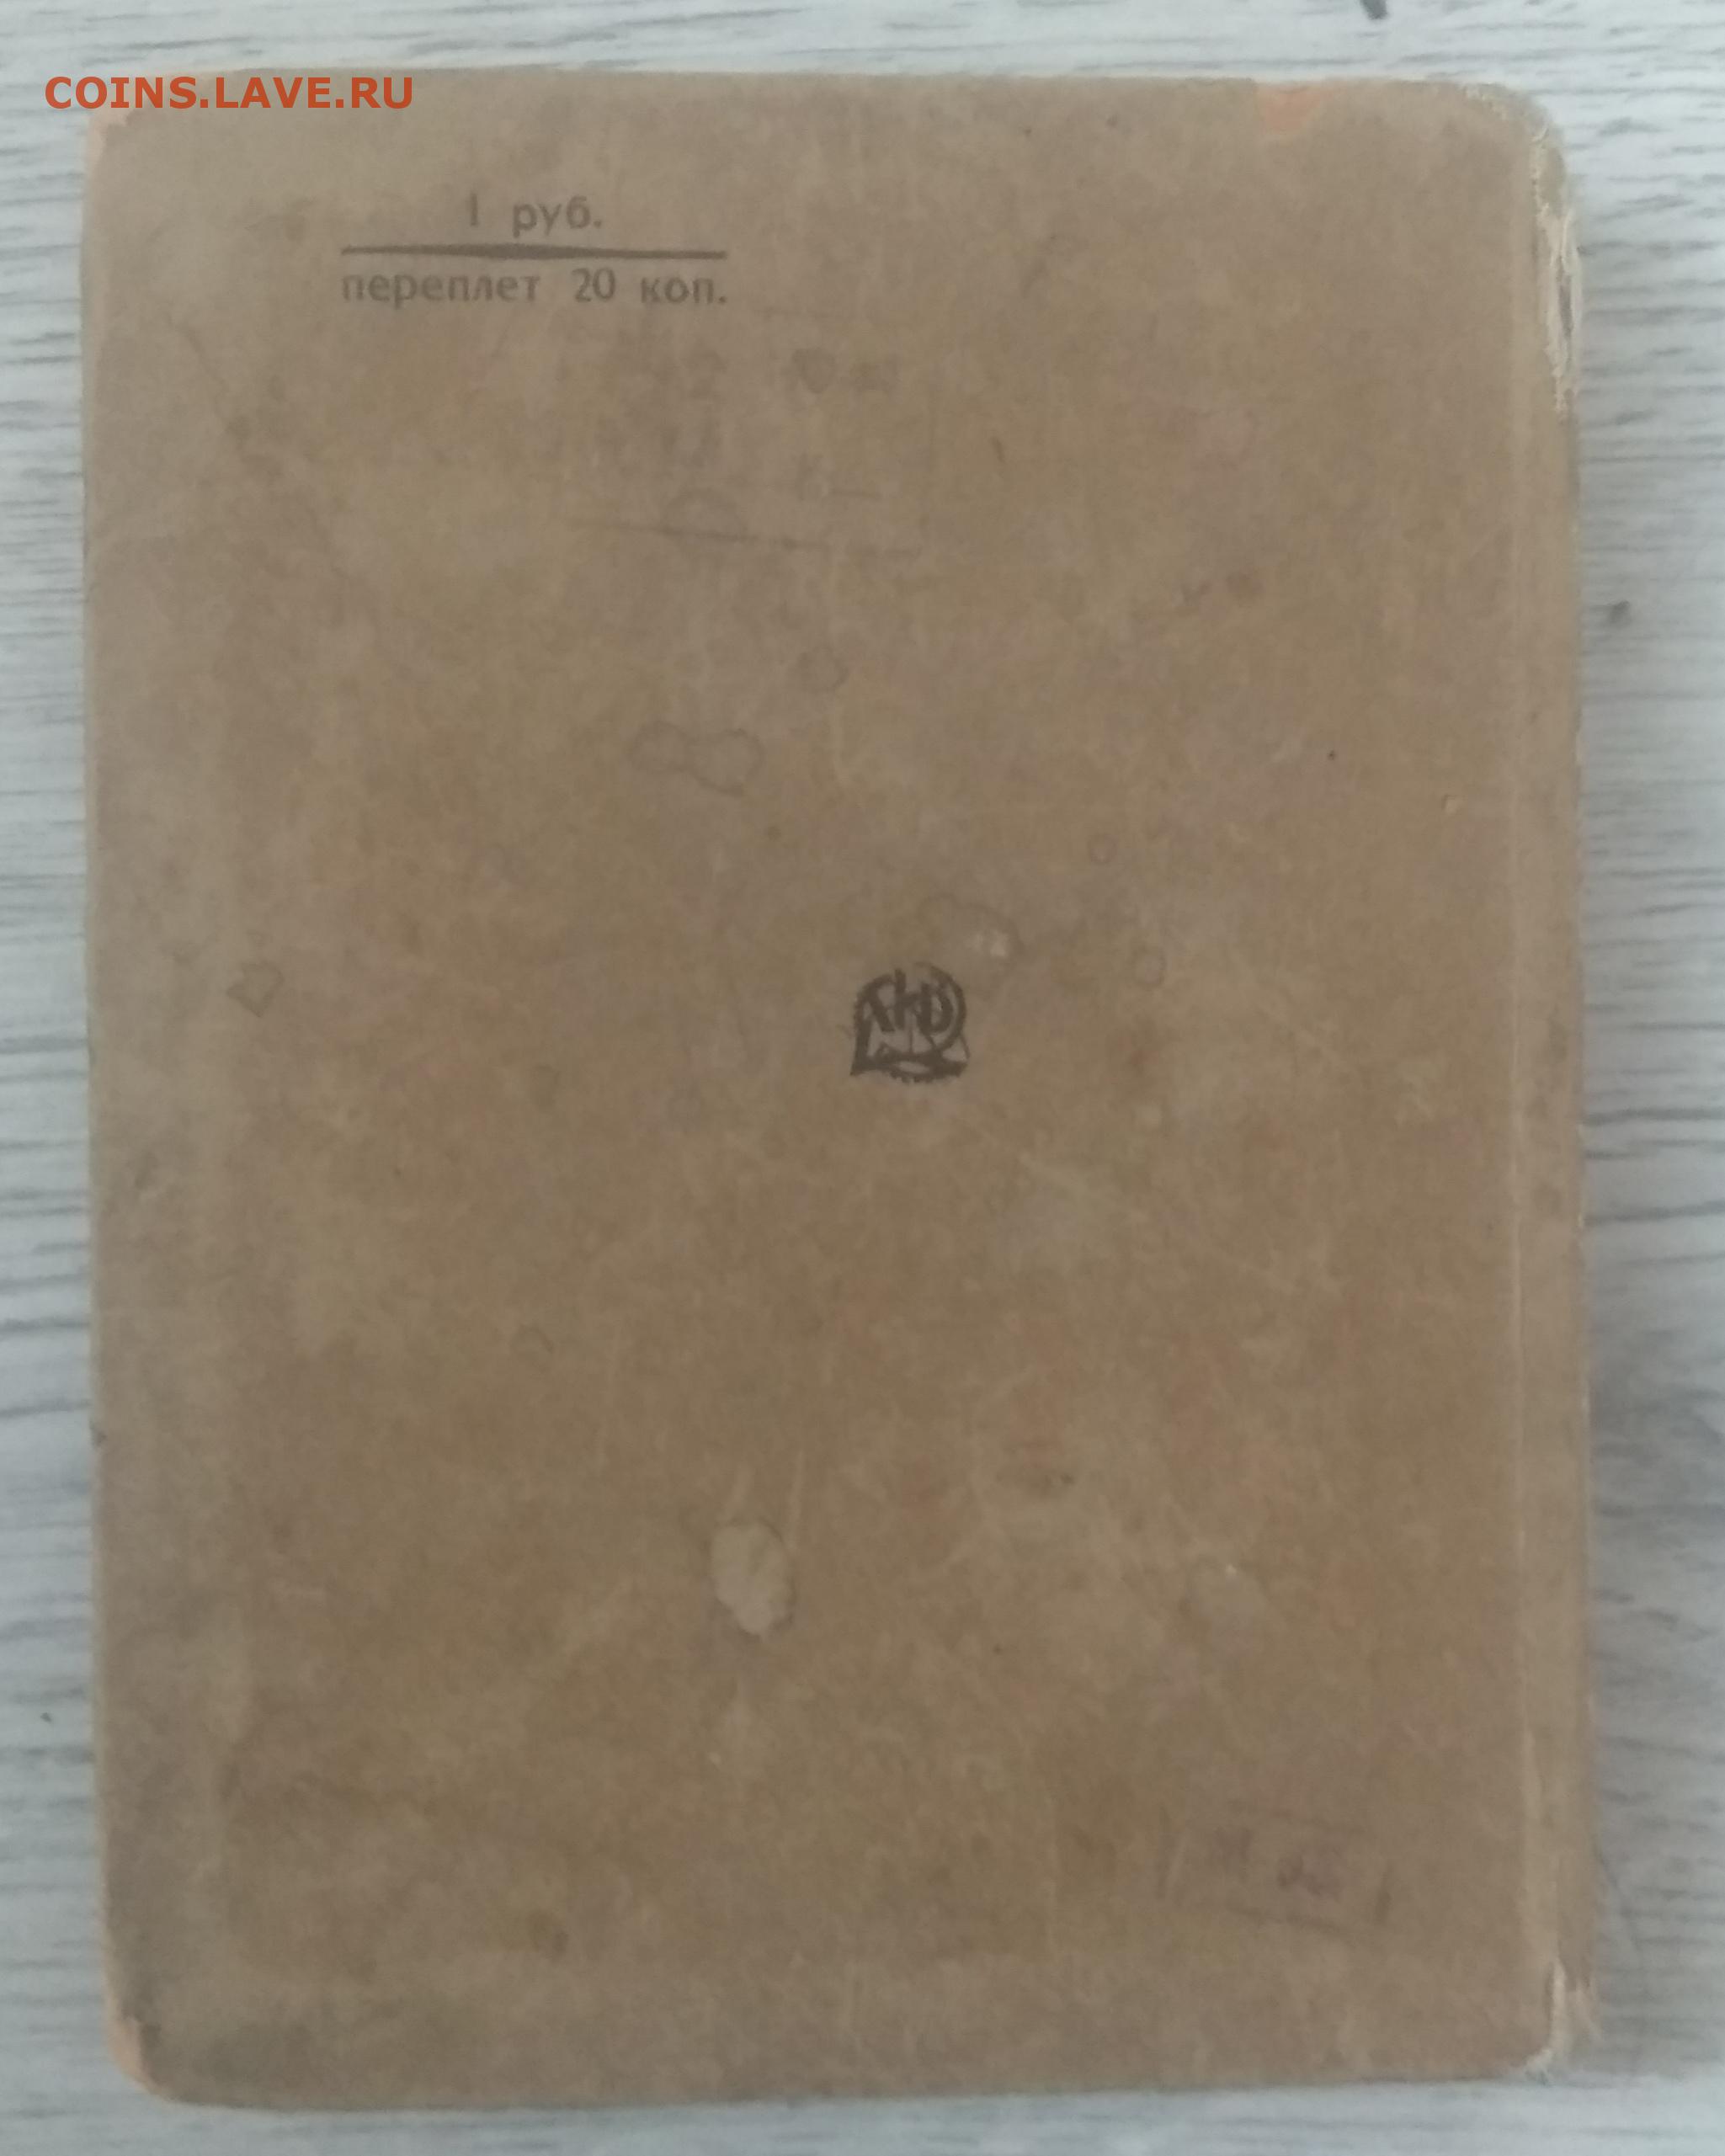 COINS.LAVE.RU
1 руб.
переплет 20 коп.